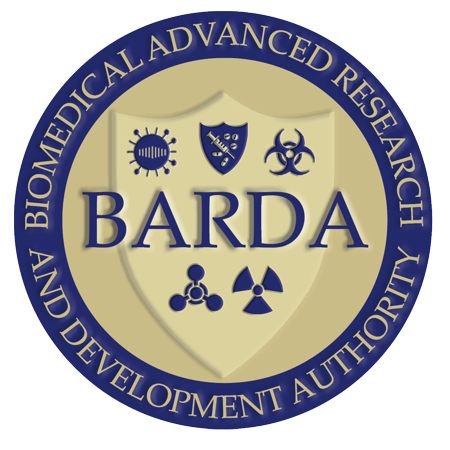 BIOMEDICAL ADVANCED RESEARCH
AND DEVELOPMENT AUTHORITY
BARDA